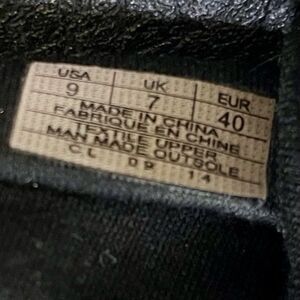 USA UK EUR
9 7 40
MADE IN CHINA
FABRIQUE EN CHINE
TEXTILE UPPER
MAN MADE OUTSOLE
CL 09 14